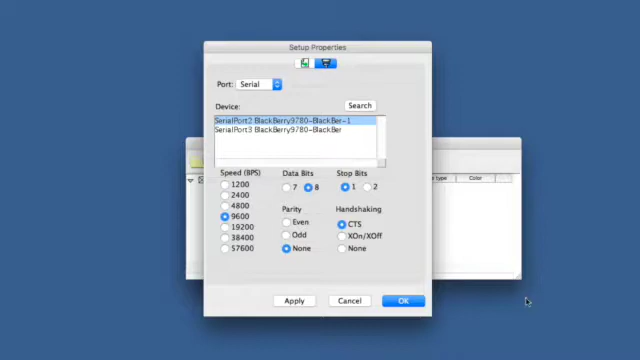 Setup Properties
Port: Serial
Device:
Search
SerialPort2 BlackBerry9780-BlackBer-1
SerialPort3 BlackBerry9780-BlackBer
Speed (BPS)
1200
2400
4800
9600
19200
38400
57600
Data Bits
7 8
Stop Bits
1 2
Parity
Even
Odd
None
Handshaking
CTS
XOn/XOff
None
Apply
Cancel
OK
type
Color